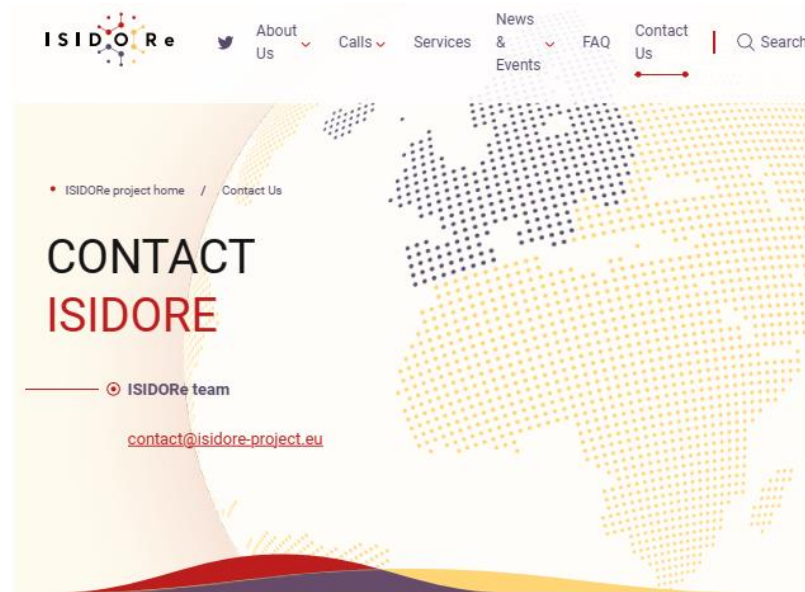 ISIDORe
About Us
Calls
Services
News & Events
FAQ
Contact Us
Search
ISIDORe project home / Contact Us
CONTACT
ISIDORE
ISIDORe team
contact@isidore-project.eu